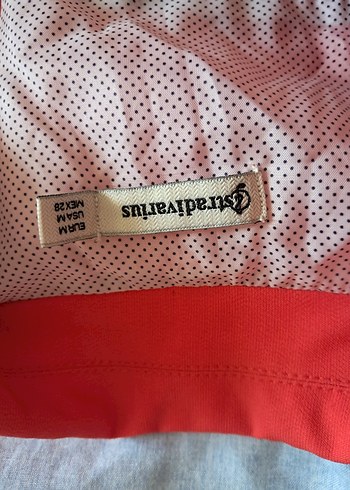 Stradivarius
EUR M
USA M
MEX 28